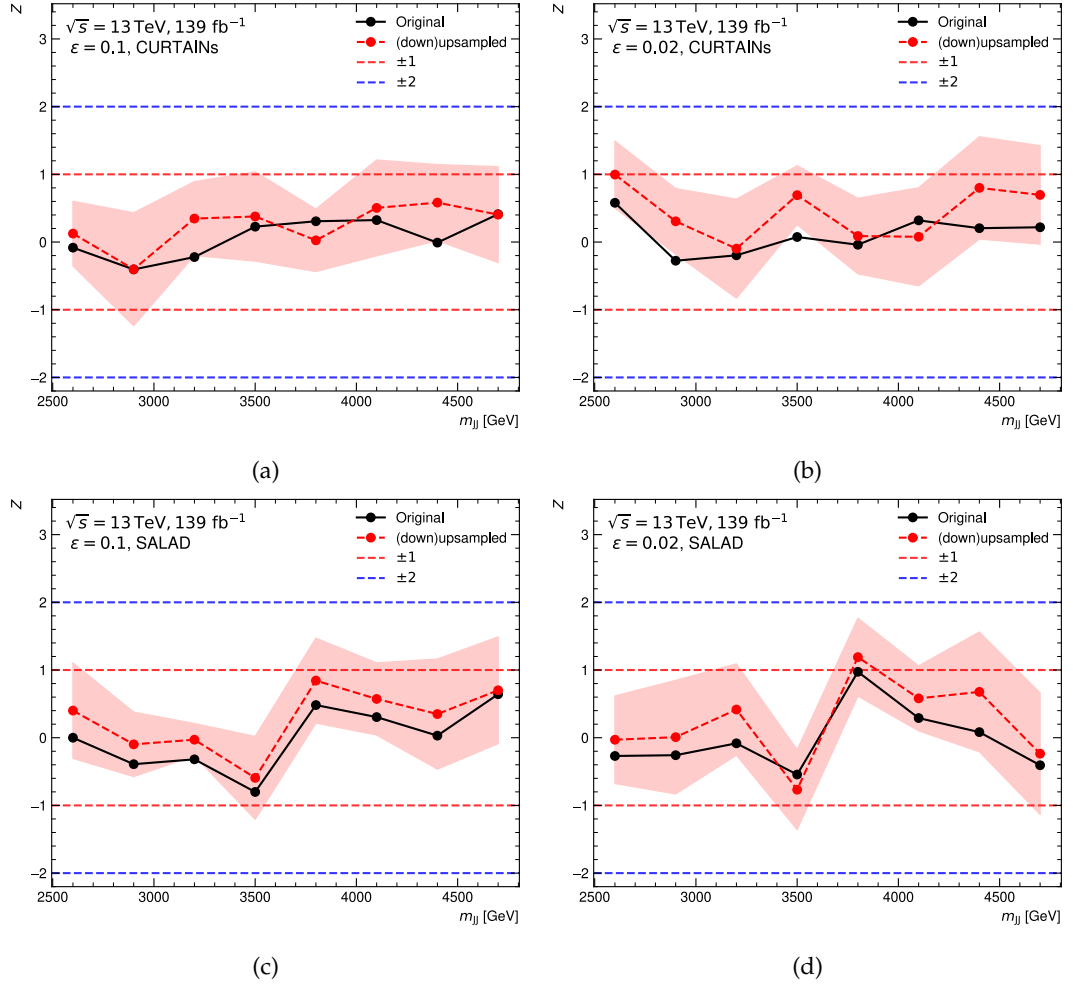 Z
√s = 13 TeV, 139 fb⁻¹
ε = 0.1, CURTAINs
Original
(down)upsampled
±1
±2
3
2
1
0
−1
−2
2500 3000 3500 4000 4500
m_JJ [GeV]
(a)
Z
√s = 13 TeV, 139 fb⁻¹
ε = 0.02, CURTAINs
Original
(down)upsampled
±1
±2
3
2
1
0
−1
−2
2500 3000 3500 4000 4500
m_JJ [GeV]
(b)
Z
√s = 13 TeV, 139 fb⁻¹
ε = 0.1, SALAD
Original
(down)upsampled
±1
±2
3
2
1
0
−1
−2
2500 3000 3500 4000 4500
m_JJ [GeV]
(c)
Z
√s = 13 TeV, 139 fb⁻¹
ε = 0.02, SALAD
Original
(down)upsampled
±1
±2
3
2
1
0
−1
−2
2500 3000 3500 4000 4500
m_JJ [GeV]
(d)